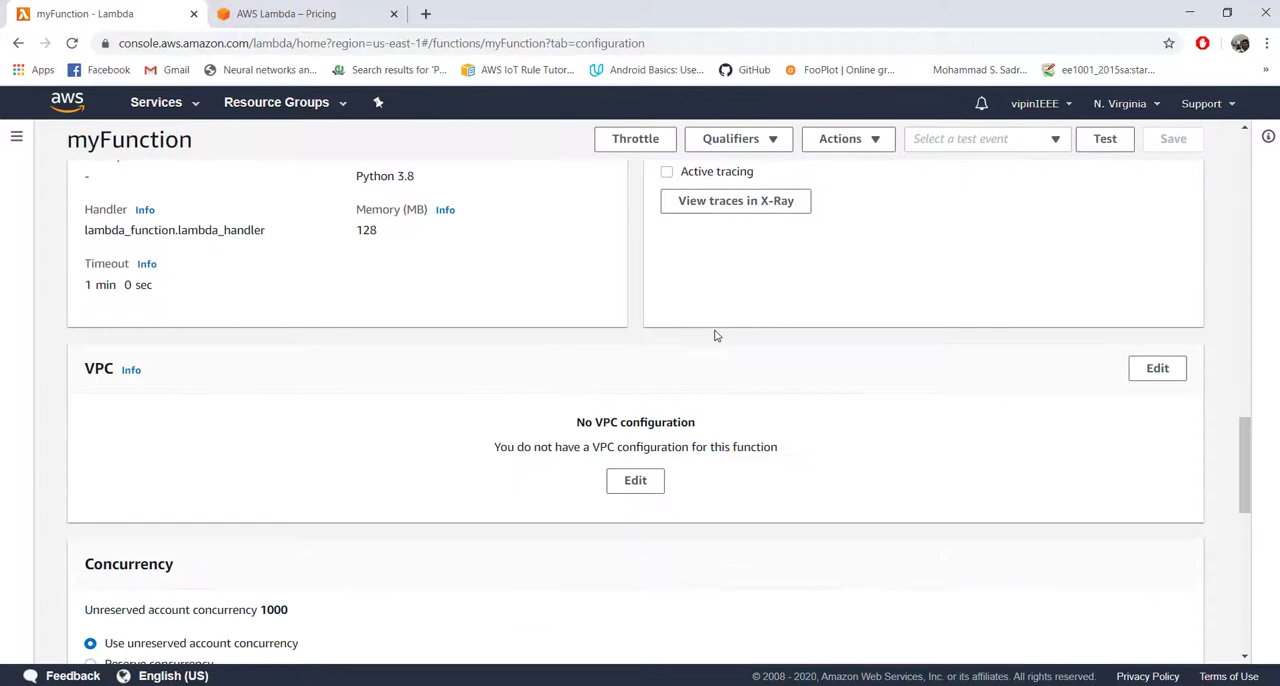 myFunction - Lambda
AWS Lambda – Pricing
console.aws.amazon.com/lambda/home?region=us-east-1#/functions/myFunction?tab=configuration
Apps Facebook Gmail Neural networks an... Search results for 'P... AWS IoT Rule Tutor... Android Basics: Use... GitHub FooPlot | Online gr... Mohammad S. Sadr... ee1001_2015sa:star... »
aws Services Resource Groups vipinIEEE N. Virginia Support
myFunction Throttle Qualifiers Actions Select a test event Test Save
- Python 3.8
Handler Info Memory (MB) Info
lambda_function.lambda_handler 128
Timeout Info
1 min 0 sec
Active tracing
View traces in X-Ray
VPC Info Edit
No VPC configuration
You do not have a VPC configuration for this function
Edit
Concurrency
Unreserved account concurrency 1000
Use unreserved account concurrency
Reserve concurrency
Feedback English (US) © 2008 - 2020, Amazon Web Services, Inc. or its affiliates. All rights reserved. Privacy Policy Terms of Use